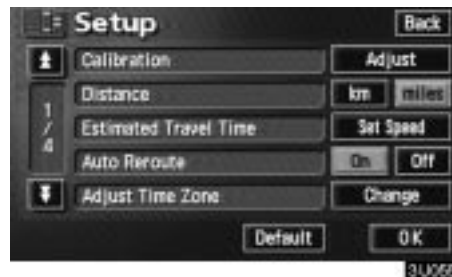 Setup Back
Calibration Adjust
Distance km miles
1/4
Estimated Travel Time Set Speed
Auto Reroute On Off
Adjust Time Zone Change
Default OK